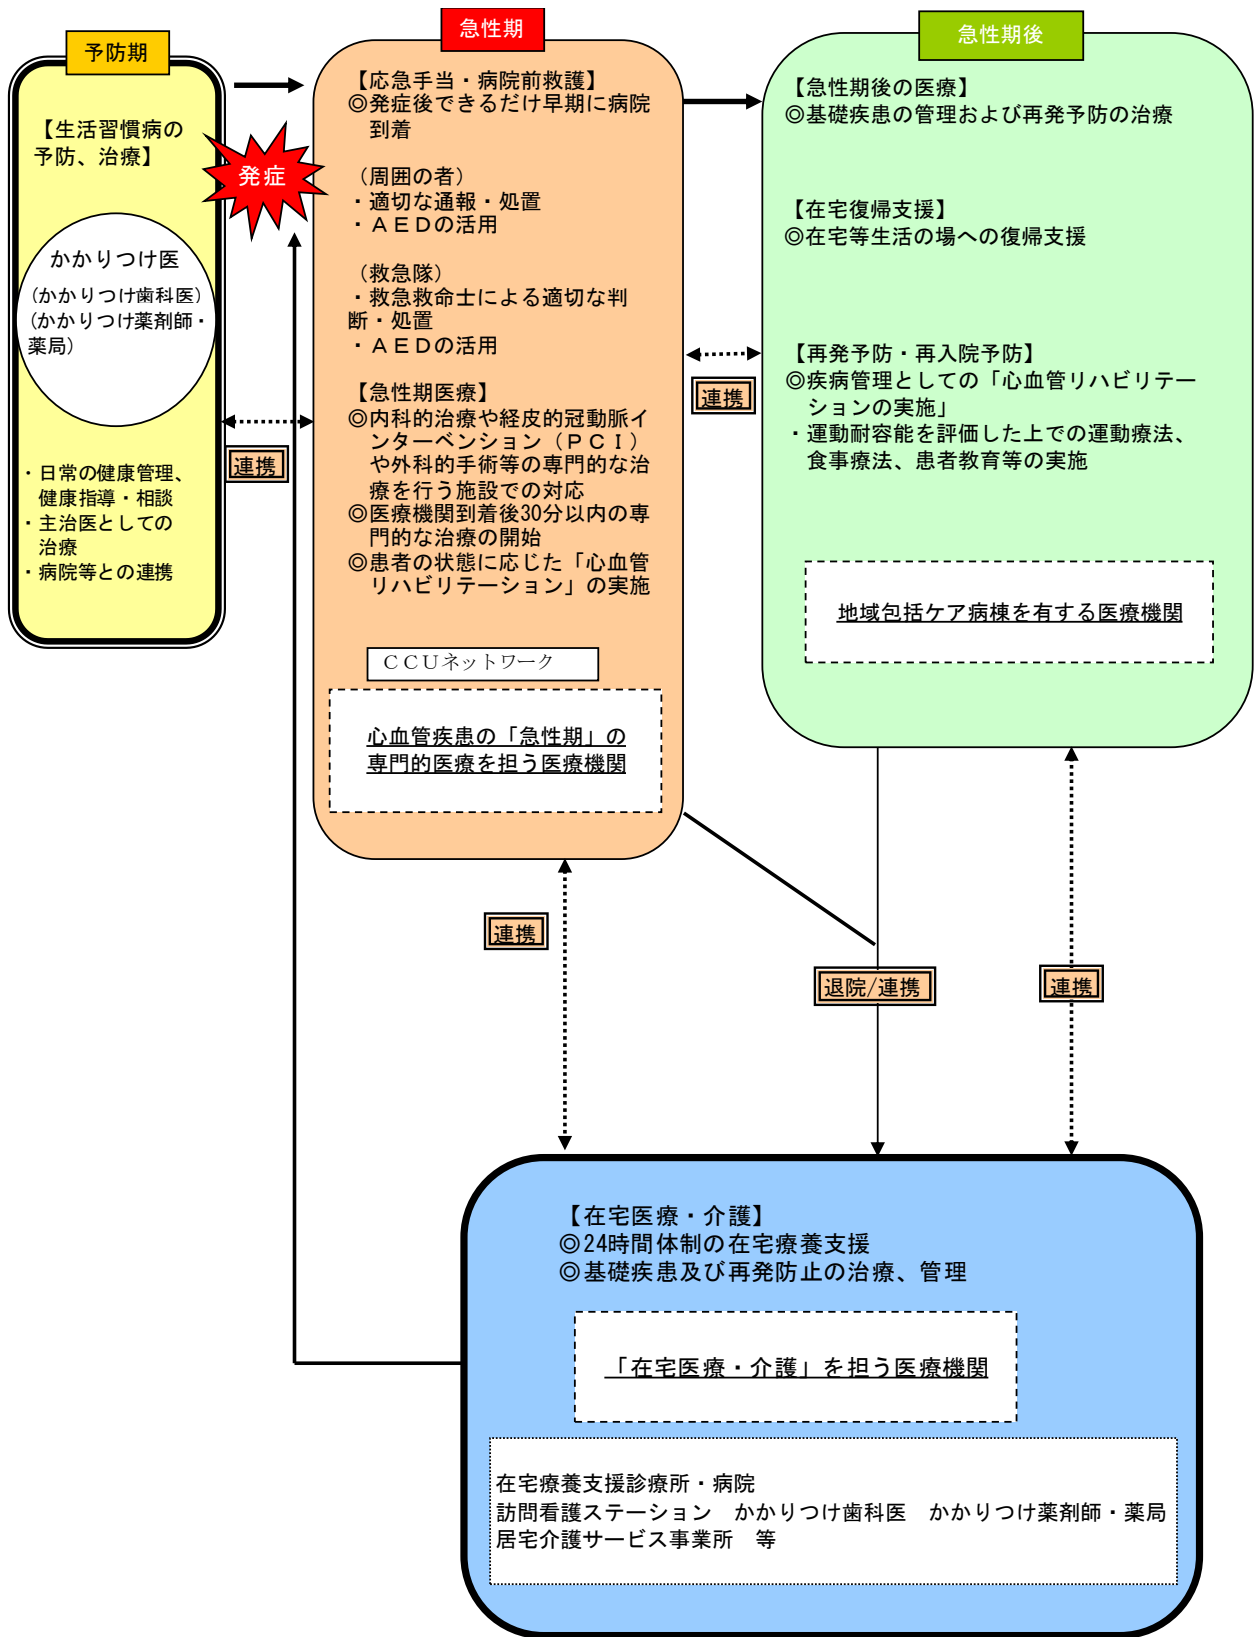 予防期
【生活習慣病の
予防、治療】
かかりつけ医
(かかりつけ歯科医)
(かかりつけ薬剤師・
薬局)
・日常の健康管理、
健康指導・相談
・主治医としての
治療
・病院等との連携
発症
連携
急性期
【応急手当・病院前救護】
◎発症後できるだけ早期に病院
到着
（周囲の者）
・適切な通報・処置
・ＡＥＤの活用
（救急隊）
・救急救命士による適切な判
断・処置
・ＡＥＤの活用
【急性期医療】
◎内科的治療や経皮的冠動脈イ
ンターベンション（ＰＣＩ）
や外科的手術等の専門的な治
療を行う施設での対応
◎医療機関到着後30分以内の専
門的な治療の開始
◎患者の状態に応じた「心血管
リハビリテーション」の実施
ＣＣＵネットワーク
心血管疾患の「急性期」の
専門的医療を担う医療機関
連携
急性期後
【急性期後の医療】
◎基礎疾患の管理および再発予防の治療
【在宅復帰支援】
◎在宅等生活の場への復帰支援
【再発予防・再入院予防】
◎疾病管理としての「心血管リハビリテー
ションの実施」
・運動耐容能を評価した上での運動療法、
食事療法、患者教育等の実施
地域包括ケア病棟を有する医療機関
連携
退院/連携
連携
【在宅医療・介護】
◎24時間体制の在宅療養支援
◎基礎疾患及び再発防止の治療、管理
「在宅医療・介護」を担う医療機関
在宅療養支援診療所・病院
訪問看護ステーション　かかりつけ歯科医　かかりつけ薬剤師・薬局
居宅介護サービス事業所　等